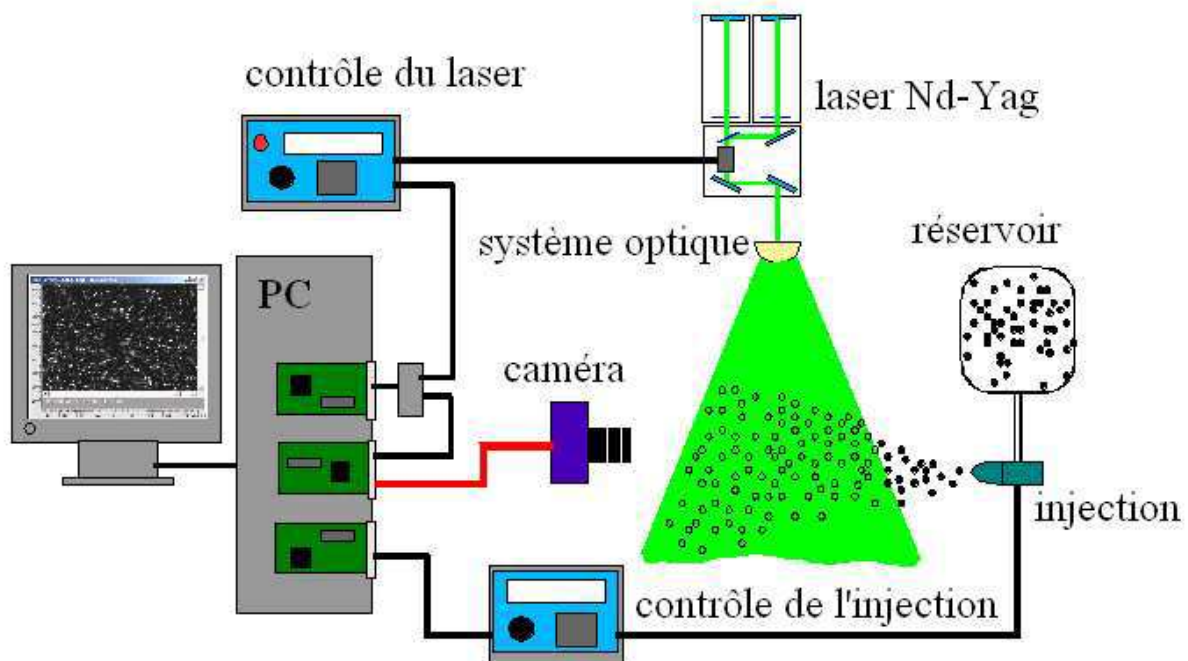 contrôle du laser
laser Nd-Yag
système optique
réservoir
PC
caméra
injection
contrôle de l'injection